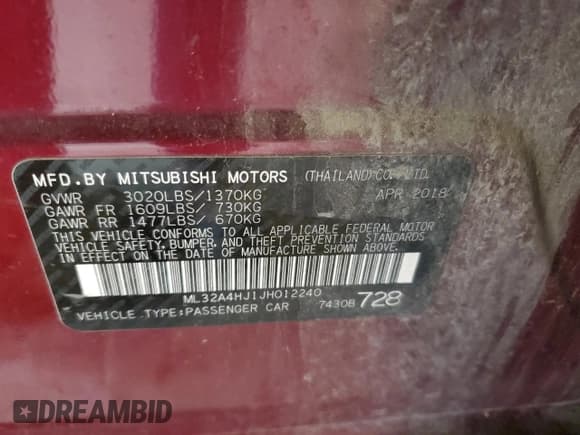 MFD.BY MITSUBISHI MOTORS (THAILAND)CO.,LTD.
GVWR 3020LBS/1370KG APR 2018
GAWR FR 1609LBS/ 730KG
GAWR RR 1477LBS/ 670KG
THIS VEHICLE CONFORMS TO ALL APPLICABLE FEDERAL MOTOR
VEHICLE SAFETY, BUMPER, AND THEFT PREVENTION STANDARDS
IN EFFECT ON THE DATE OF MANUFACTURE SHOWN ABOVE.
ML32A4HJ1JH012240
VEHICLE TYPE:PASSENGER CAR 7430B 728
DREAMBID